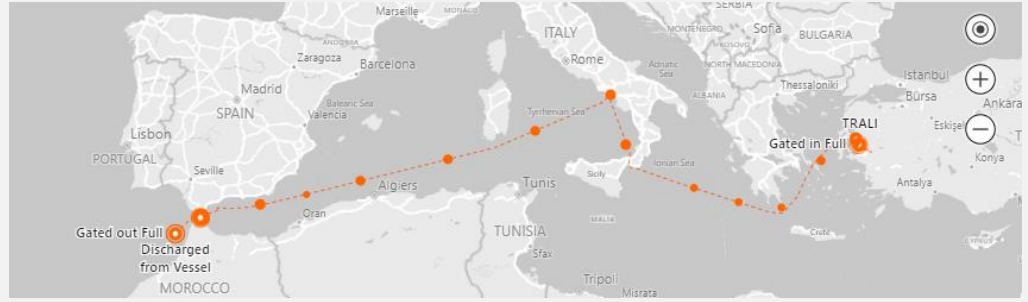 Marseille
MONACO
SERBIA
ITALY
MONTENEGRO
Sofia
BULGARIA
ANDORRA
KOSOVO
Zaragoza
Barcelona
Rome
Adriatic
Sea
NORTH MACEDONIA
Istanbul
Madrid
ALBANIA
Thessaloniki
Bursa
Ankara
SPAIN
Balearic Sea
Valencia
Tyrrhenian Sea
TRALI
Eskişe
Lisbon
Gated in Full
PORTUGAL
Ionian Sea
Konya
Seville
Sicily
Algiers
Tunis
Antalya
Oran
MALTA
Gated out Full
TUNISIA
Crete
CYPRUS
Discharged
from Vessel
Sfax
Tripoli
MOROCCO
Misrata